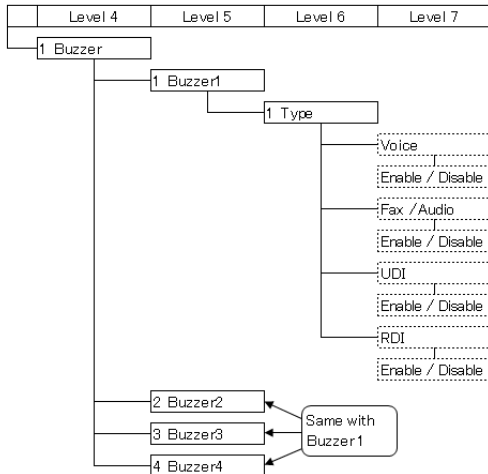 Level 4 Level 5 Level 6 Level 7
1 Buzzer
1 Buzzer1
1 Type
Voice
Enable / Disable
Fax /Audio
Enable / Disable
UDI
Enable / Disable
RDI
Enable / Disable
2 Buzzer2
3 Buzzer3
4 Buzzer4
Same with
Buzzer1